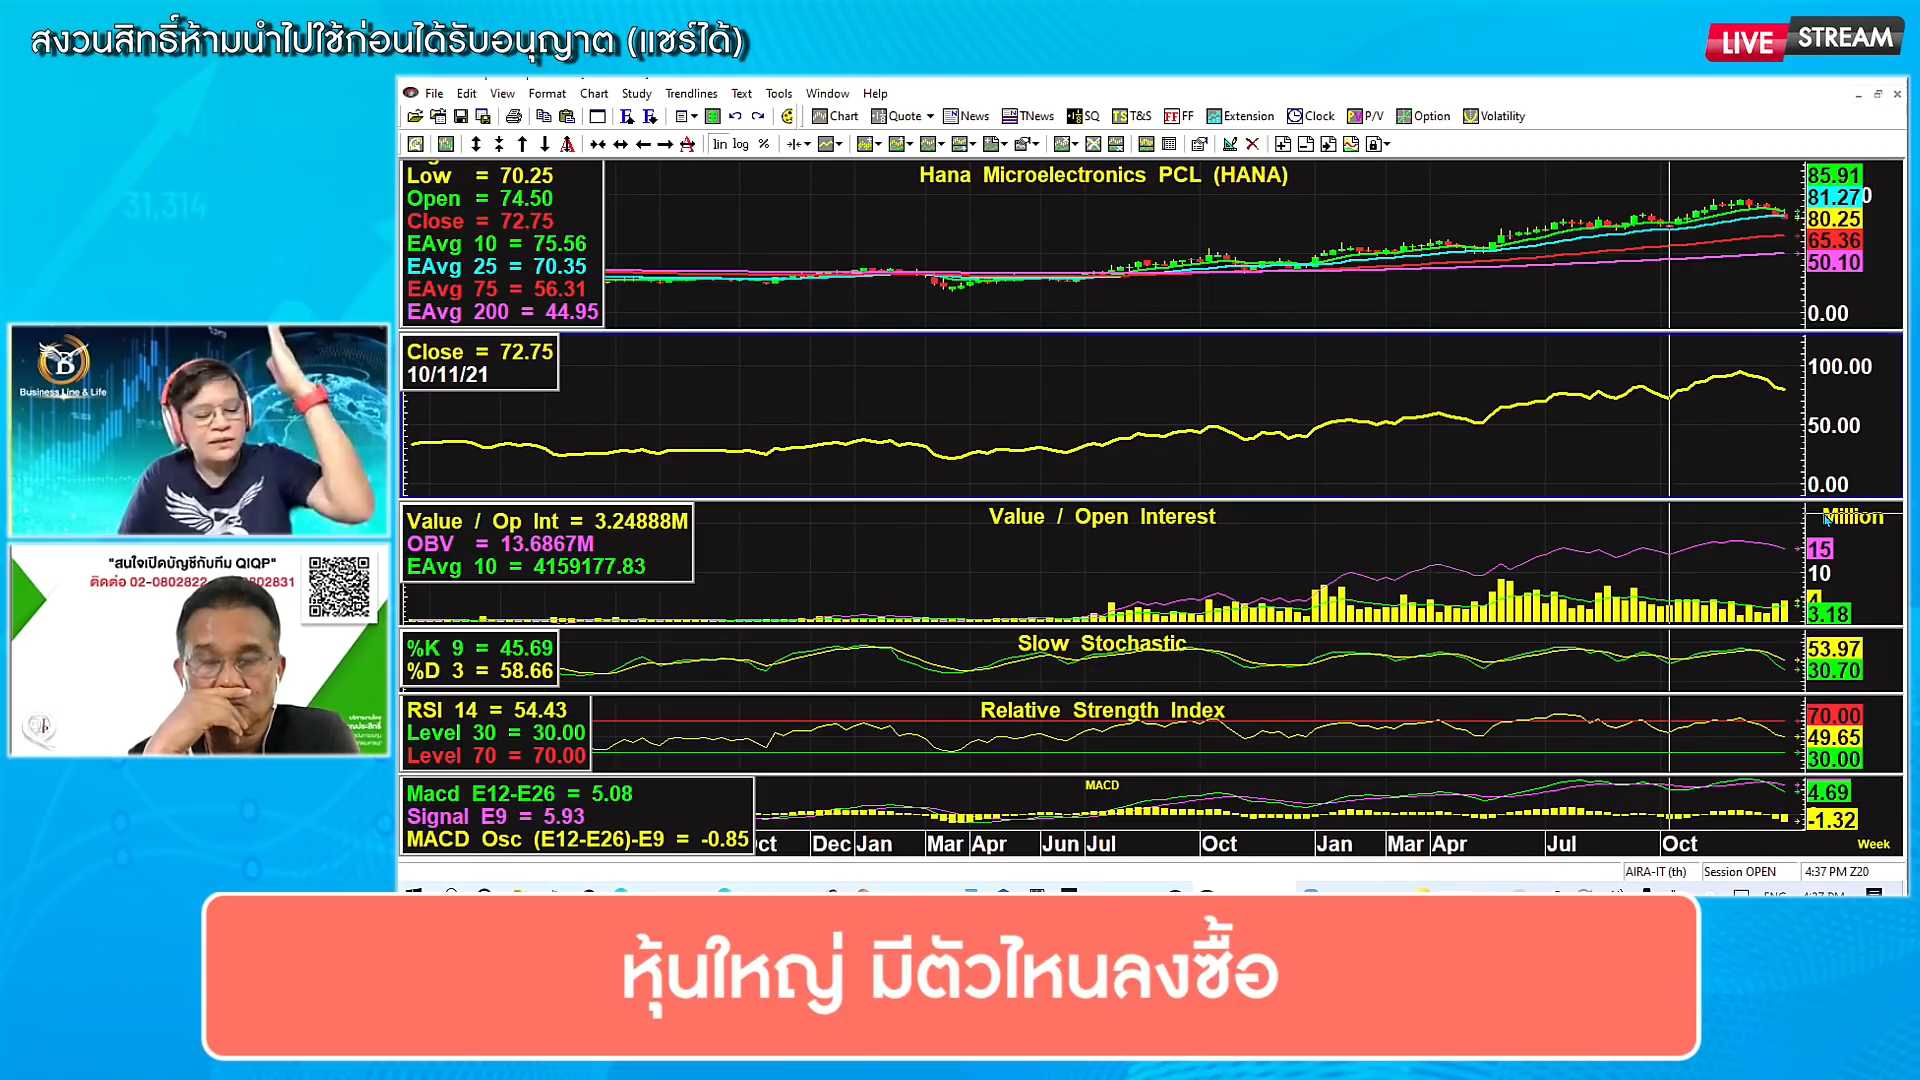 สงวนสิทธิ์ห้ามนำไปใช้ก่อนได้รับอนุญาต (แชร์ได้)
LIVE STREAM
File Edit View Format Chart Study Trendlines Text Tools Window Help
Chart Quote News TNews SQ T&S FF Extension Clock P/V Option Volatility
lin log %
Hana Microelectronics PCL (HANA)
Low = 70.25
Open = 74.50
Close = 72.75
EAvg 10 = 75.56
EAvg 25 = 70.35
EAvg 75 = 56.31
EAvg 200 = 44.95
85.91
81.27
80.25
65.36
50.10
0.00
Close = 72.75
10/11/21
100.00
50.00
0.00
Value / Open Interest
Value / Op Int = 3.24888M
OBV = 13.6867M
EAvg 10 = 4159177.83
Million
15
10
4
3.18
Slow Stochastic
%K 9 = 45.69
%D 3 = 58.66
53.97
30.70
Relative Strength Index
RSI 14 = 54.43
Level 30 = 30.00
Level 70 = 70.00
70.00
49.65
30.00
MACD
Macd E12-E26 = 5.08
Signal E9 = 5.93
MACD Osc (E12-E26)-E9 = -0.85
4.69
-1.32
Dec Jan Mar Apr Jun Jul Oct Jan Mar Apr Jul Oct Week
AIRA-IT (th) Session OPEN 4:37 PM Z20
31,314
B
Business Line & Life
"สนใจเปิดบัญชีกับทีม QIQP"
ติดต่อ 02-0802822
หุ้นใหญ่ มีตัวไหนลงซื้อ